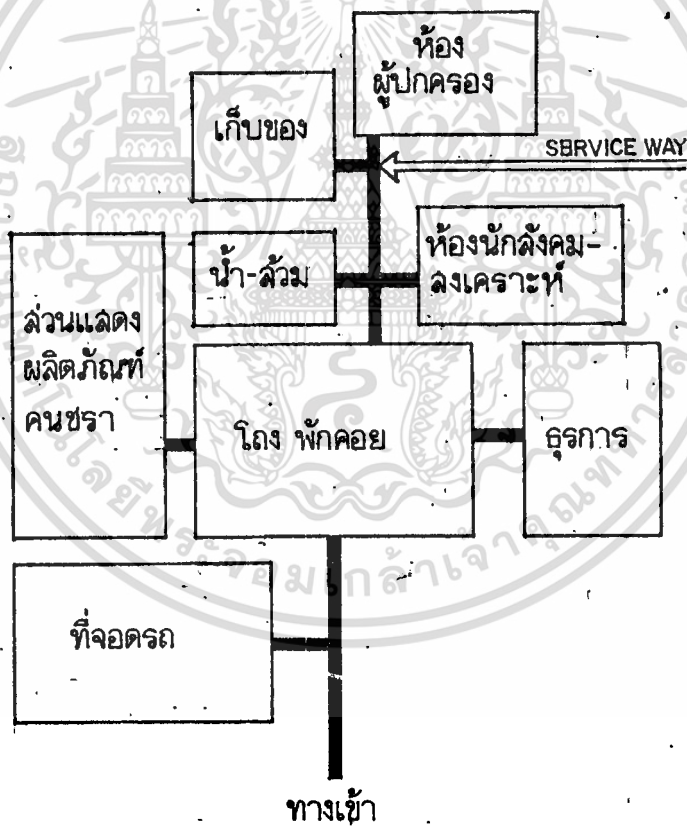 ห้อง
ผู้ปกครอง
เก็บของ
SERVICE WAY
น้ำ-ส้วม
ห้องนักสังคม-
สงเคราะห์
ส่วนแสดง
ผลิตภัณฑ์
คนชรา
โถง พักคอย
ธุรการ
ที่จอดรถ
ทางเข้า